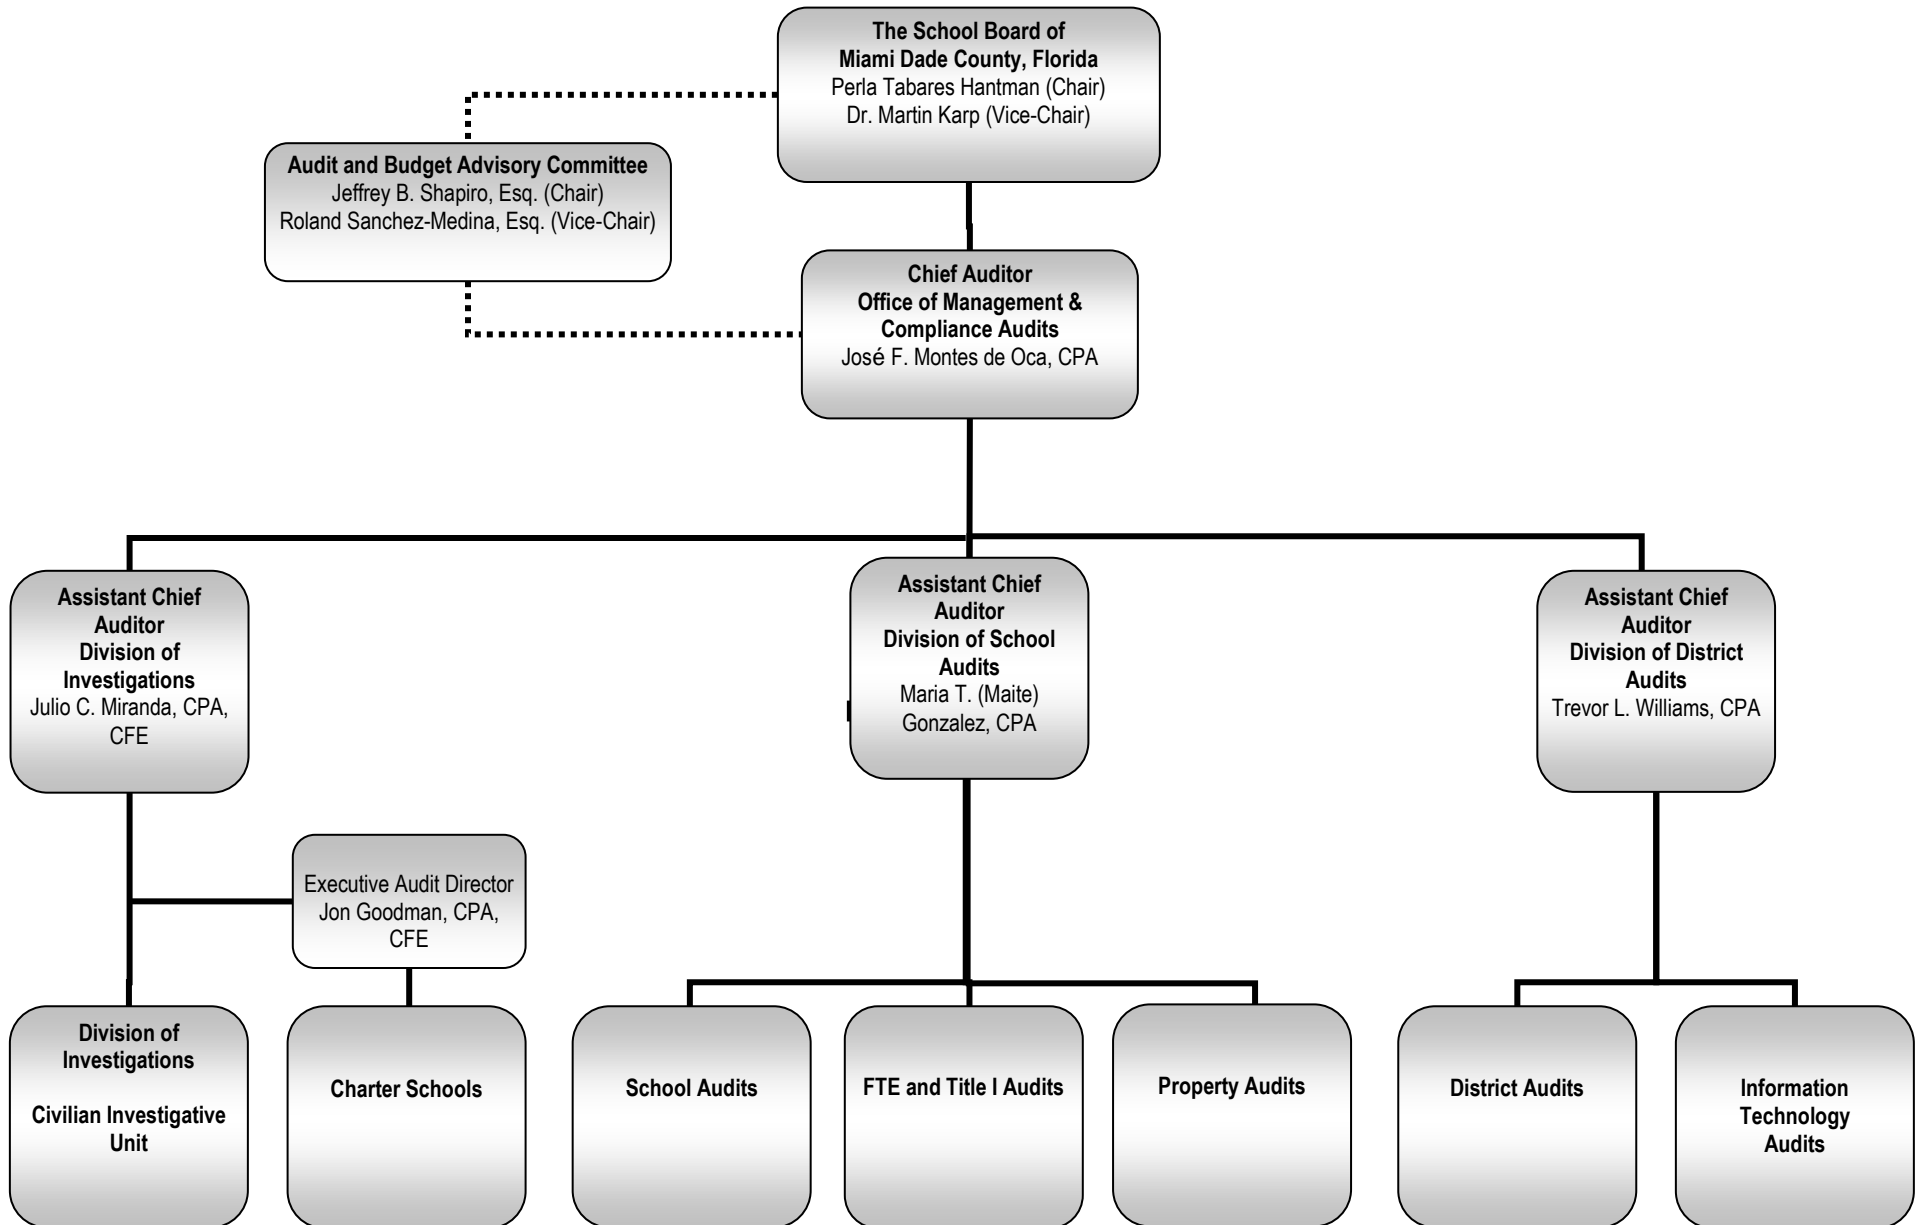 The School Board of
Miami Dade County, Florida
Perla Tabares Hantman (Chair)
Dr. Martin Karp (Vice-Chair)
Audit and Budget Advisory Committee
Jeffrey B. Shapiro, Esq. (Chair)
Roland Sanchez-Medina, Esq. (Vice-Chair)
Chief Auditor
Office of Management &
Compliance Audits
José F. Montes de Oca, CPA
Assistant Chief
Auditor
Division of
Investigations
Julio C. Miranda, CPA,
CFE
Assistant Chief
Auditor
Division of School
Audits
Maria T. (Maite)
Gonzalez, CPA
Assistant Chief
Auditor
Division of District
Audits
Trevor L. Williams, CPA
Executive Audit Director
Jon Goodman, CPA,
CFE
Division of
Investigations
Civilian Investigative
Unit
Charter Schools
School Audits
FTE and Title I Audits
Property Audits
District Audits
Information
Technology
Audits